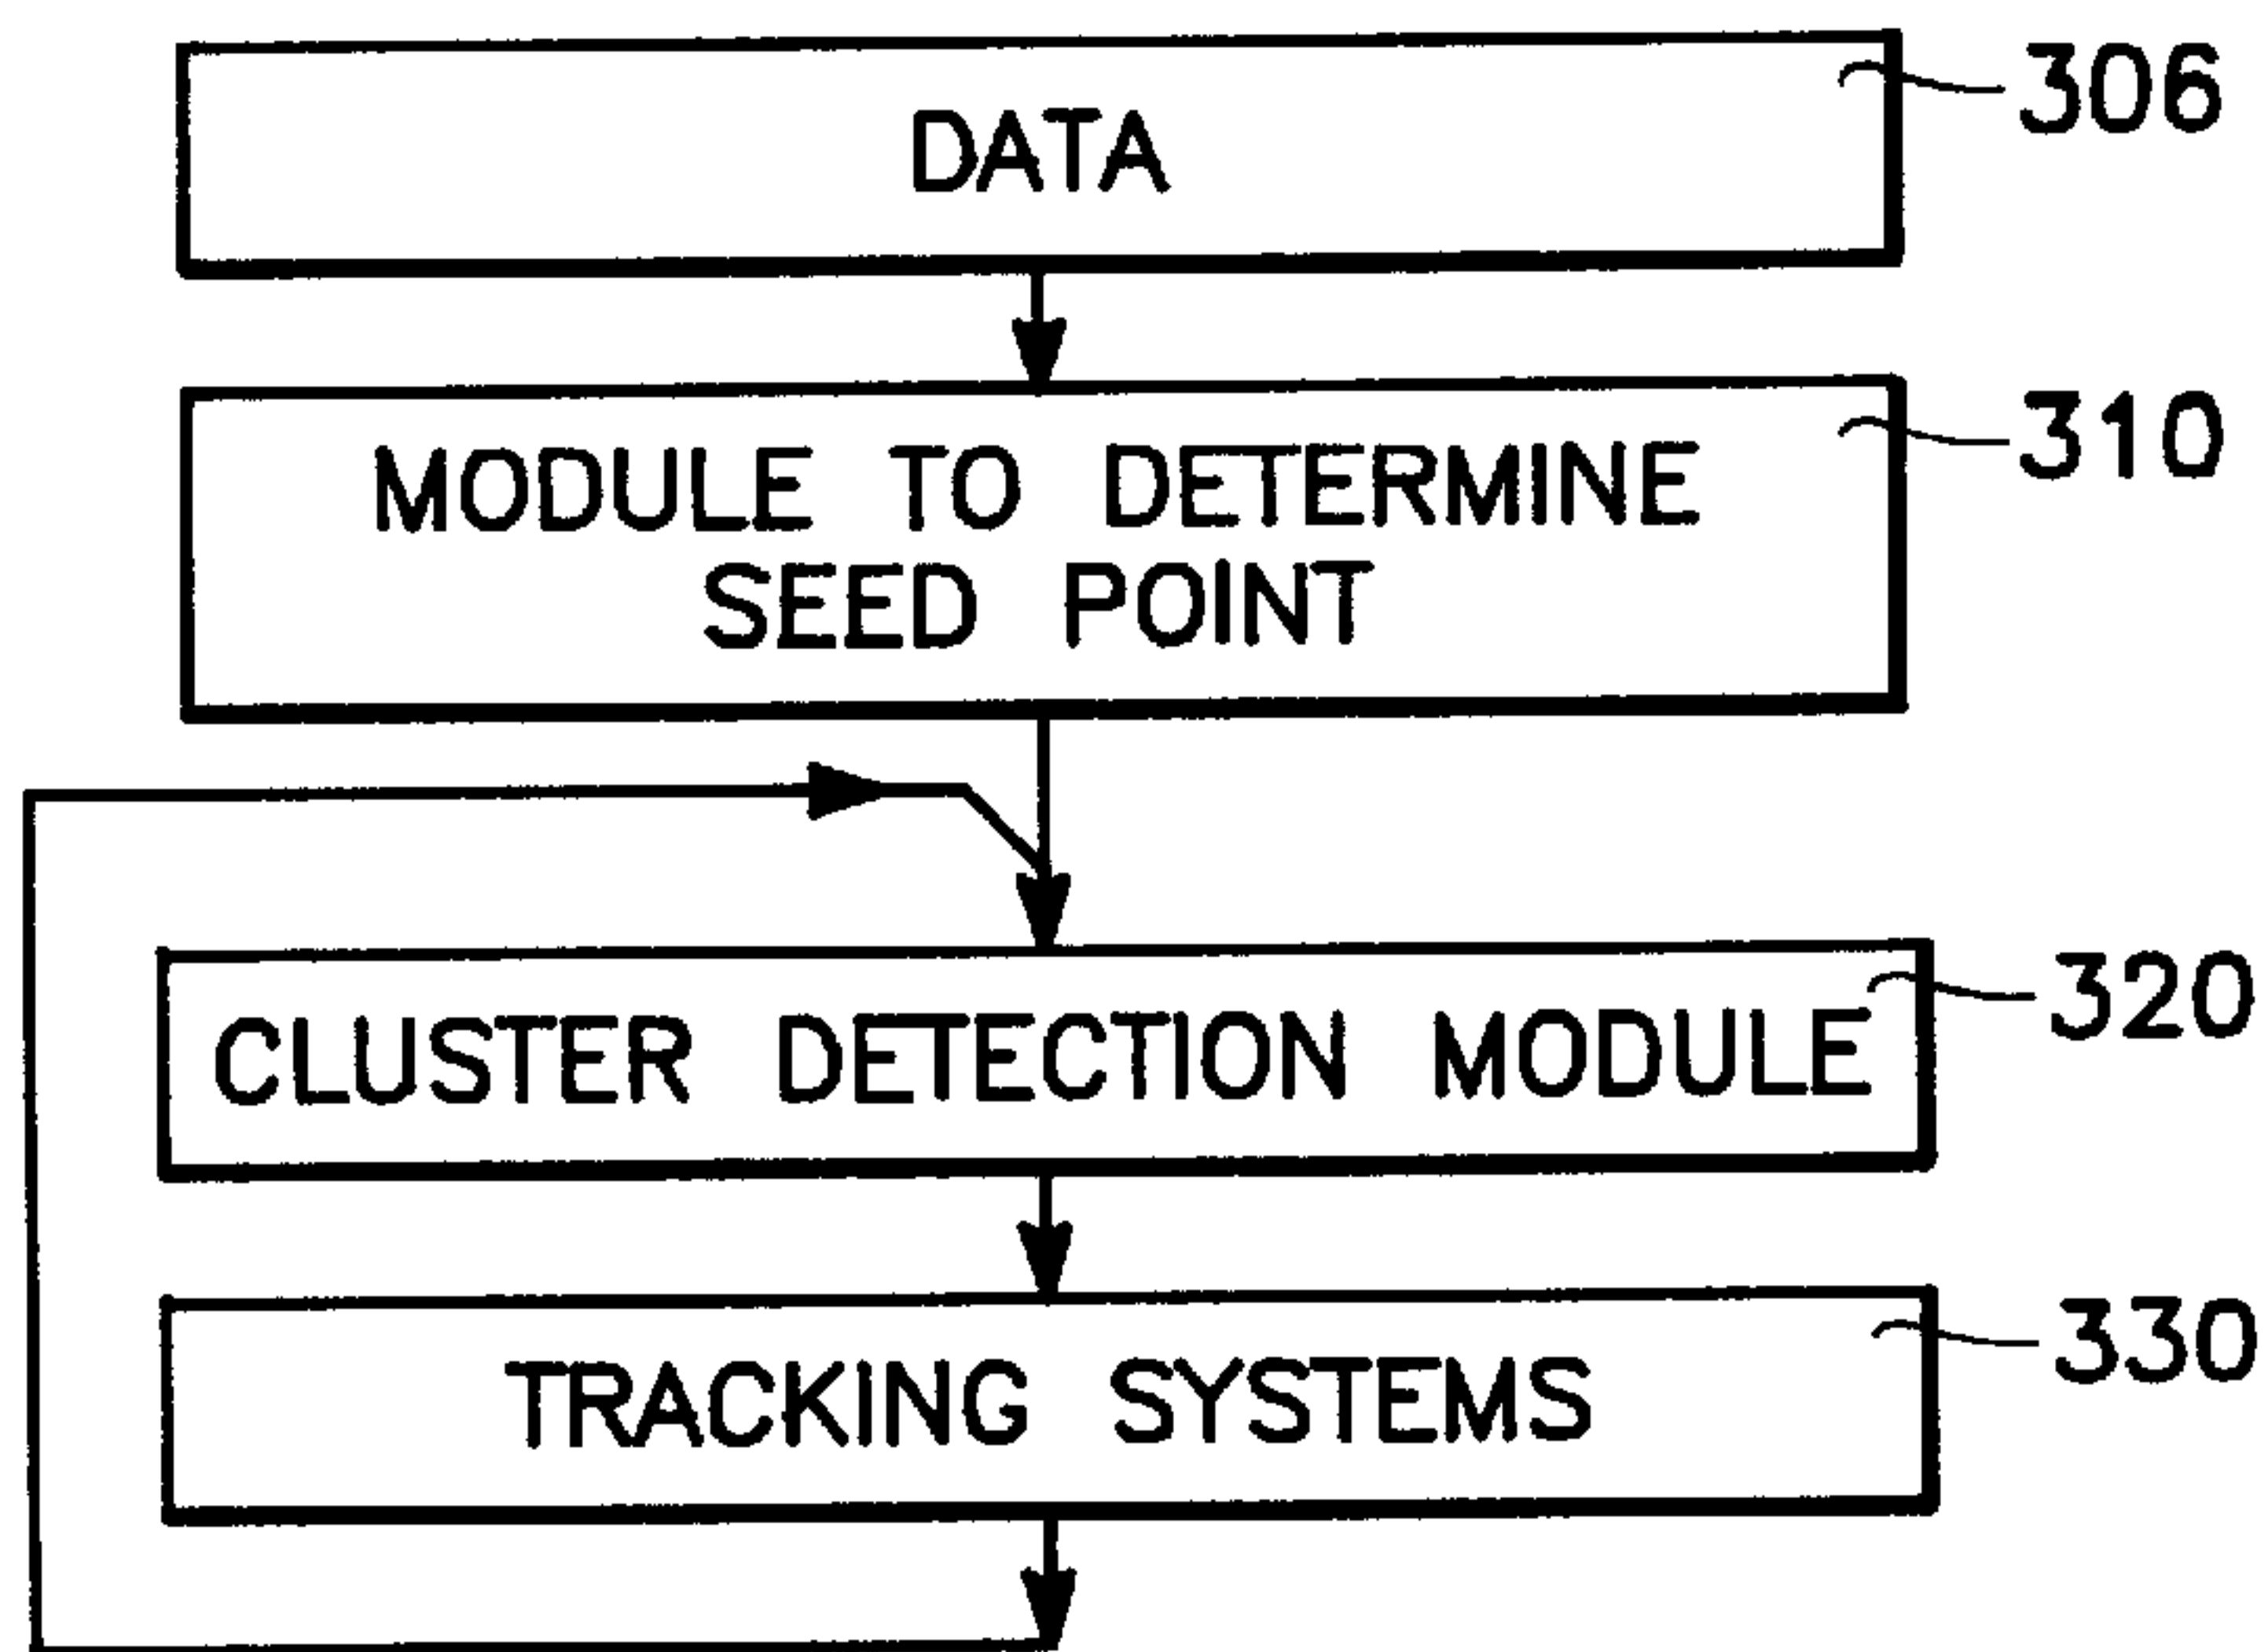 DATA
306
MODULE TO DETERMINE
SEED POINT
310
CLUSTER DETECTION MODULE
320
TRACKING SYSTEMS
330